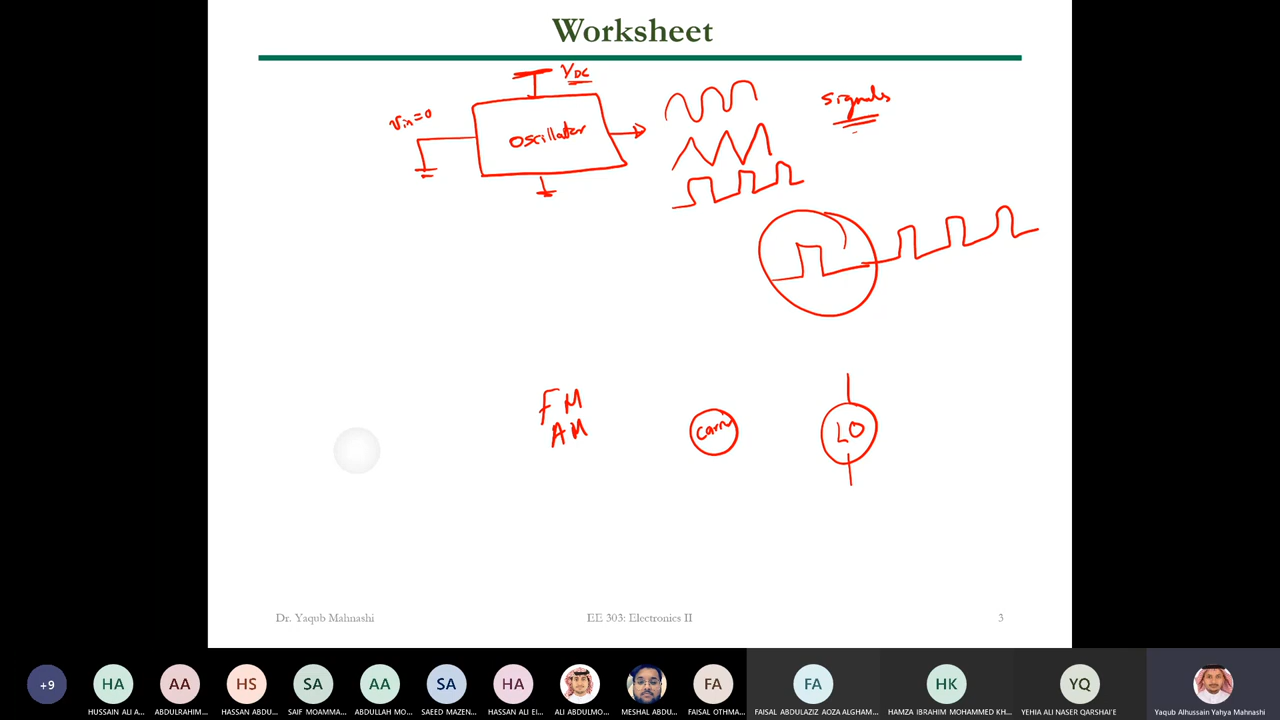 Worksheet
VDC
Vin=0
oscillator
signals
FM
AM
Carri
LO
Dr. Yaqub Mahnashi
EE 303: Electronics II
3
+9
HA
AA
HS
SA
AA
SA
HA
FA
FA
HK
YQ
HUSSAIN ALI A...
ABDULRAHIM...
HASSAN ABDU...
SAIF MOAMMA...
ABDULLAH MO...
SAEED MAZEN...
HASSAN ALI EI...
ALI ABDULMO...
MESHAL ABDU...
FAISAL OTHMA...
FAISAL ABDULAZIZ AOZA ALGHAM...
HAMZA IBRAHIM MOHAMMED KH...
YEHIA ALI NASER QARSHAI'E
Yaqub Alhussain Yahya Mahnashi